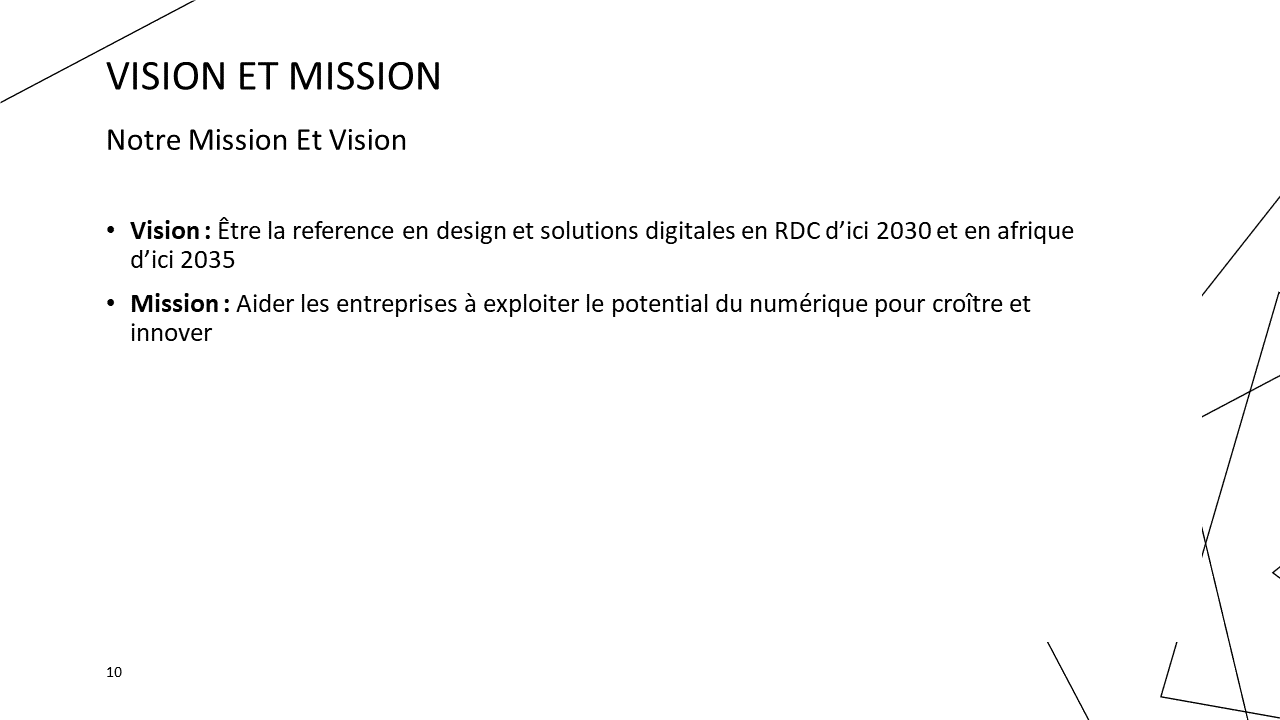 VISION ET MISSION
Notre Mission Et Vision
• Vision : Être la reference en design et solutions digitales en RDC d’ici 2030 et en afrique
d’ici 2035
• Mission : Aider les entreprises à exploiter le potential du numérique pour croître et
innover
10